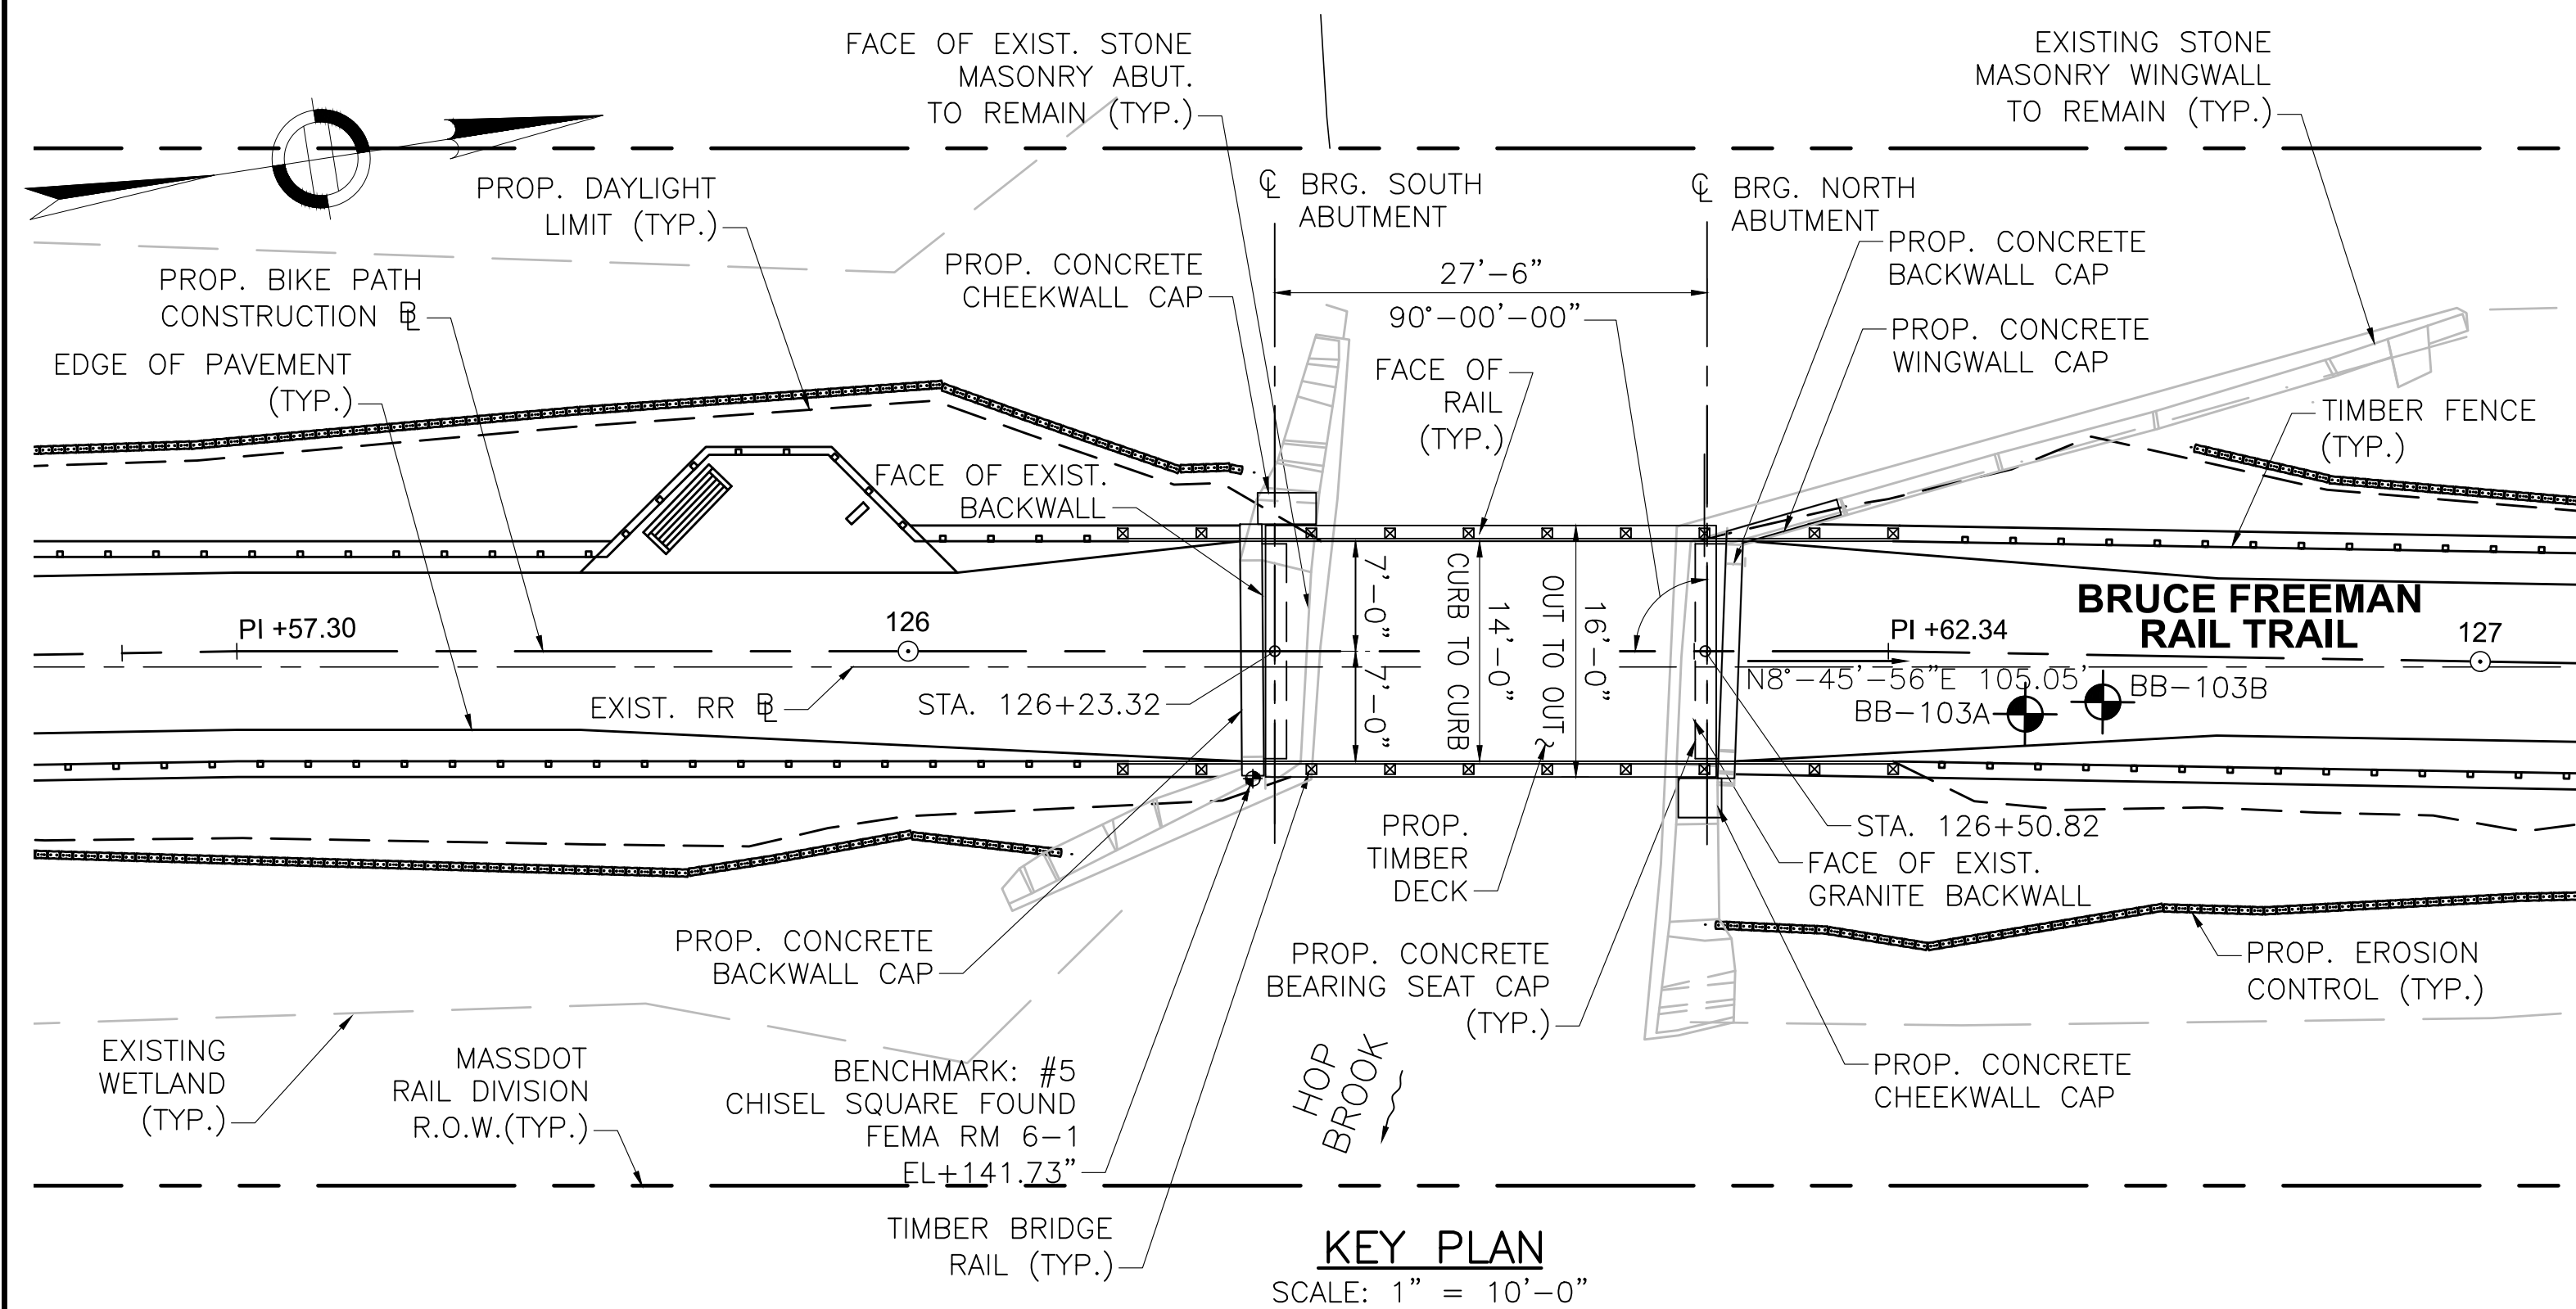 FACE OF EXIST. STONE
MASONRY ABUT.
TO REMAIN (TYP.)
EXISTING STONE
MASONRY WINGWALL
TO REMAIN (TYP.)
PROP. DAYLIGHT
LIMIT (TYP.)
℄ BRG. SOUTH
ABUTMENT
℄ BRG. NORTH
ABUTMENT
PROP. CONCRETE
BACKWALL CAP
PROP. BIKE PATH
CONSTRUCTION BL
PROP. CONCRETE
CHEEKWALL CAP
27'-6"
90°-00'-00"
PROP. CONCRETE
WINGWALL CAP
EDGE OF PAVEMENT
(TYP.)
FACE OF
RAIL
(TYP.)
TIMBER FENCE
(TYP.)
FACE OF EXIST.
BACKWALL
7'-0"
7'-0"
CURB TO CURB
14'-0"
OUT TO OUT
16'-0"
BRUCE FREEMAN
RAIL TRAIL
PI +57.30
126
PI +62.34
127
N8°-45'-56"E 105.05'
BB-103A
BB-103B
EXIST. RR BL
STA. 126+23.32
STA. 126+50.82
PROP.
TIMBER
DECK
FACE OF EXIST.
GRANITE BACKWALL
PROP. CONCRETE
BACKWALL CAP
PROP. CONCRETE
BEARING SEAT CAP
(TYP.)
PROP. EROSION
CONTROL (TYP.)
EXISTING
WETLAND
(TYP.)
MASSDOT
RAIL DIVISION
R.O.W.(TYP.)
BENCHMARK: #5
CHISEL SQUARE FOUND
FEMA RM 6-1
EL+141.73"
HOP
BROOK
PROP. CONCRETE
CHEEKWALL CAP
TIMBER BRIDGE
RAIL (TYP.)
KEY PLAN
SCALE: 1" = 10'-0"